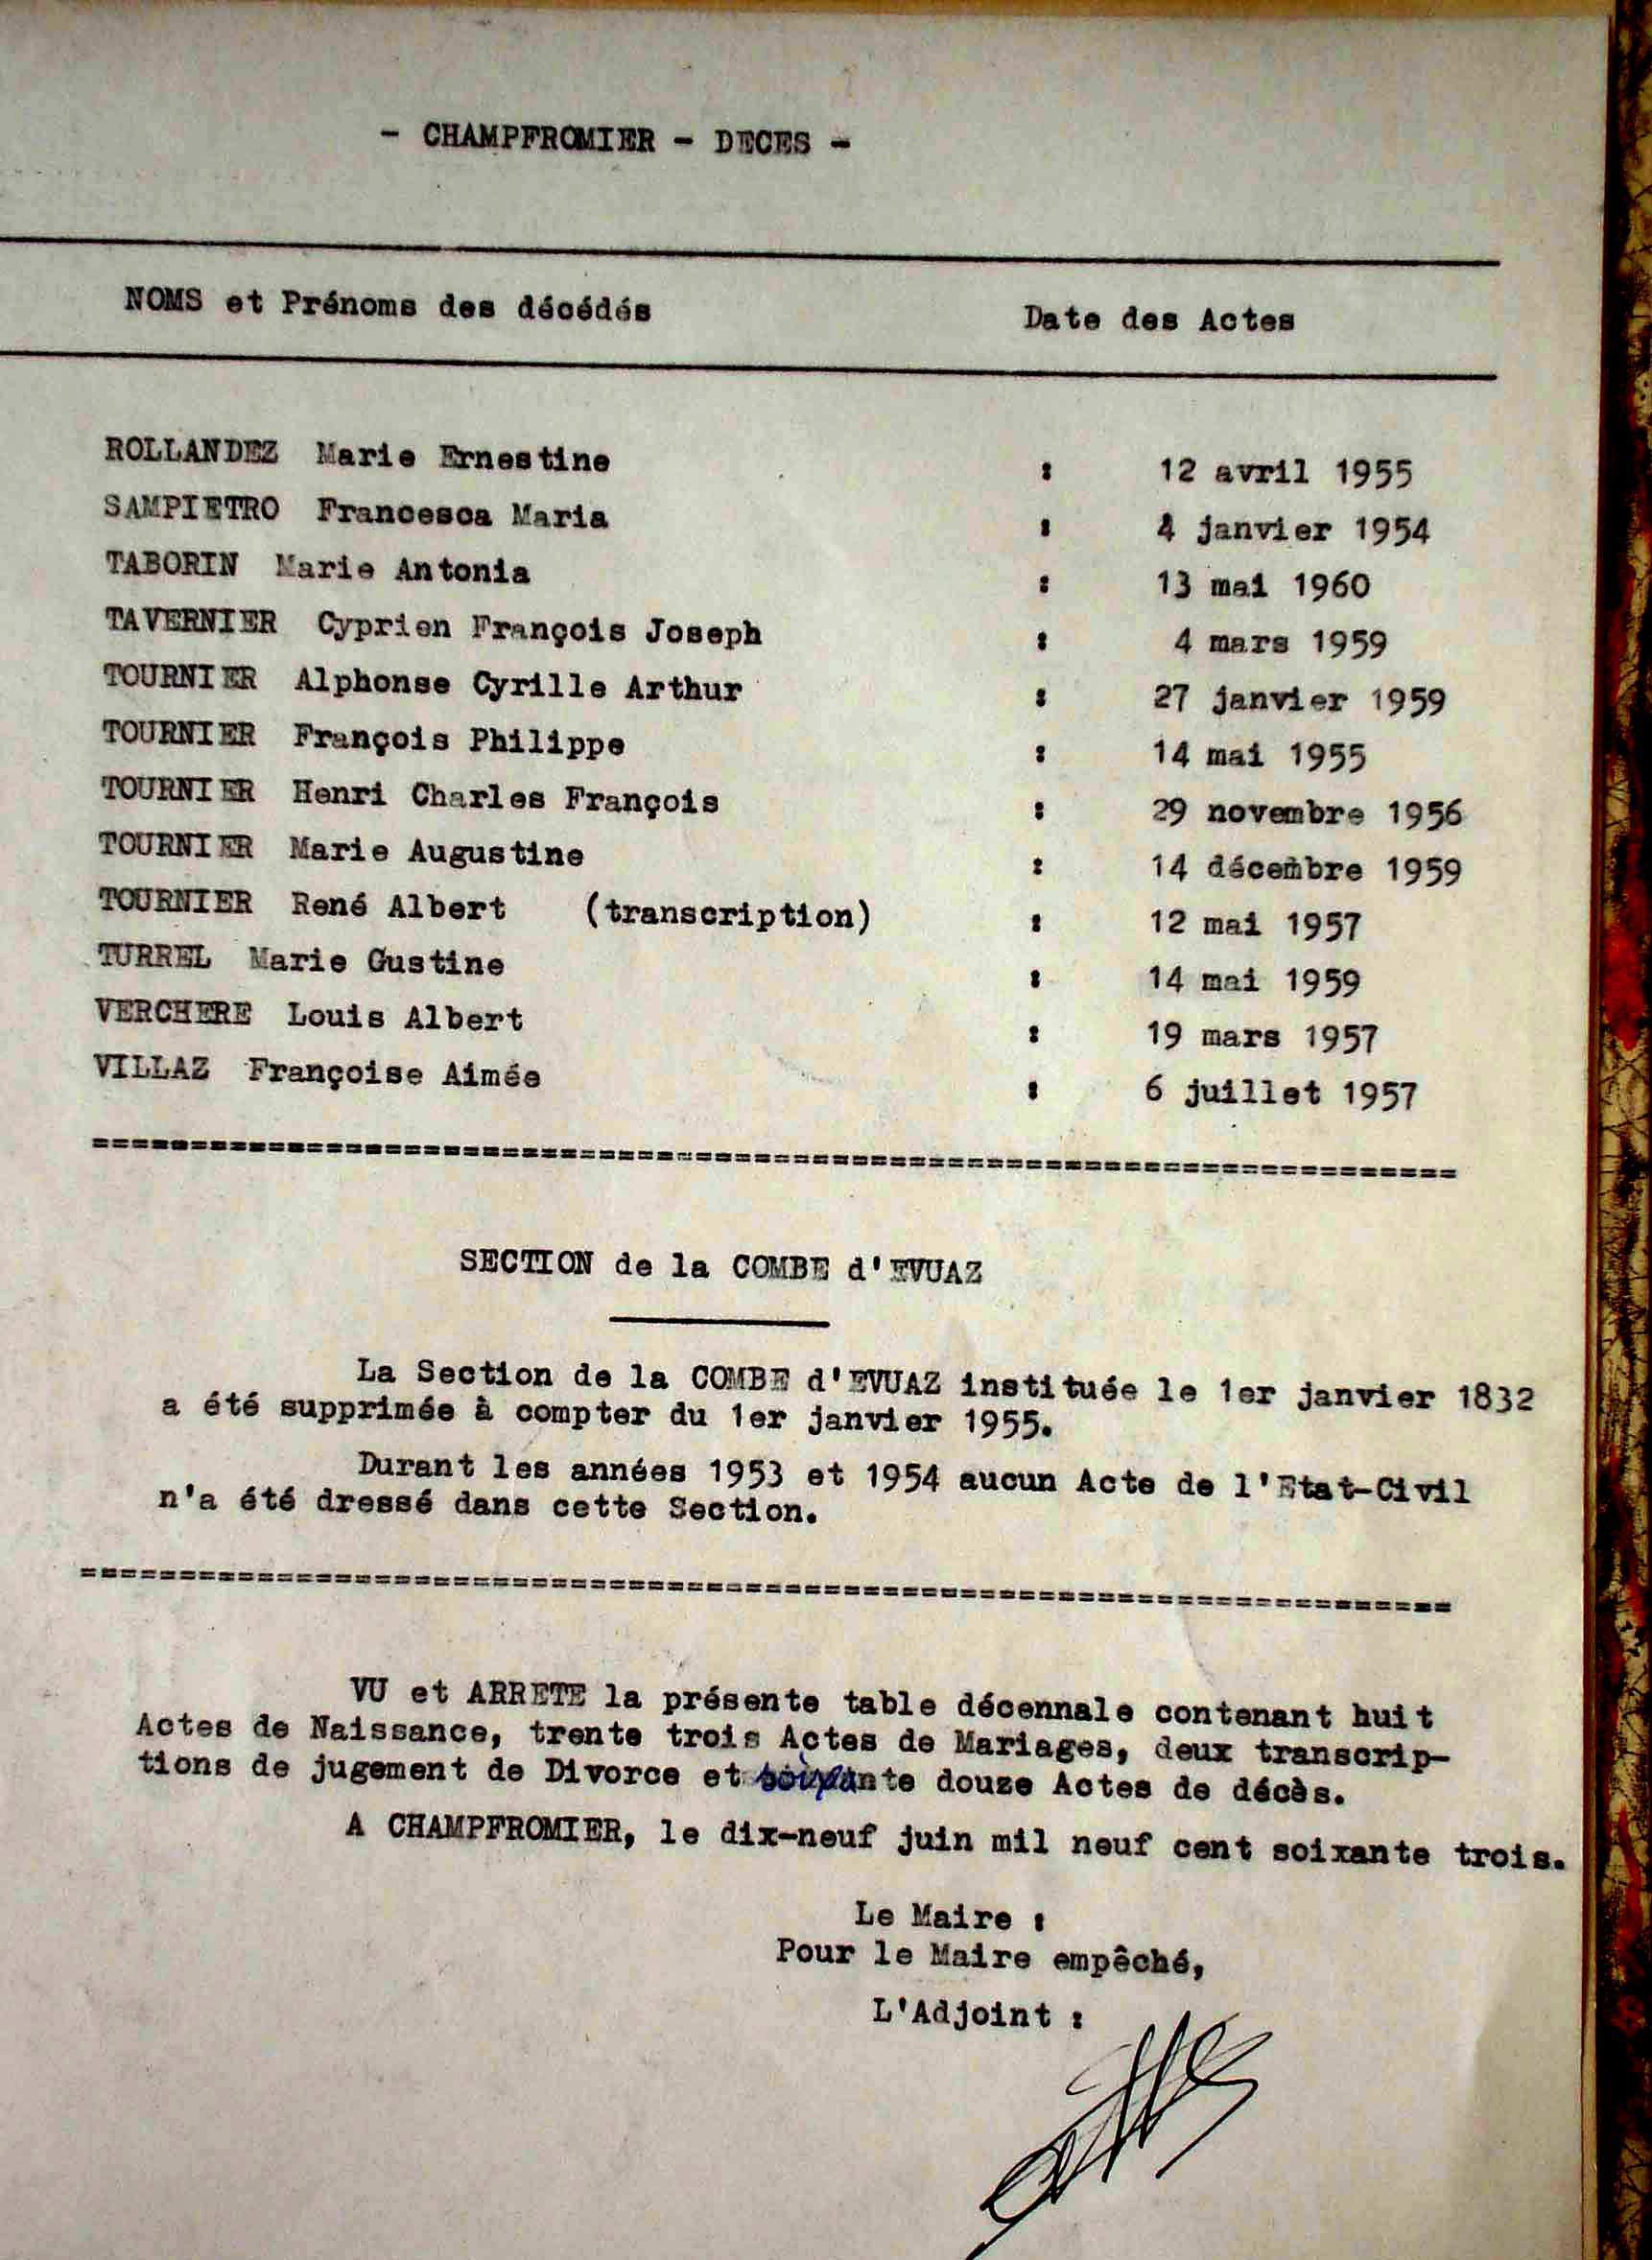 - CHAMPFROMIER - DECES -
NOMS et Prénoms des décédés Date des Actes
ROLLANDEZ Marie Ernestine : 12 avril 1955
SAMPIETRO Francesca Maria : 4 janvier 1954
TABORIN Marie Antonia : 13 mai 1960
TAVERNIER Cyprien François Joseph : 4 mars 1959
TOURNIER Alphonse Cyrille Arthur : 27 janvier 1959
TOURNIER François Philippe : 14 mai 1955
TOURNIER Henri Charles François : 29 novembre 1956
TOURNIER Marie Augustine : 14 décembre 1959
TOURNIER René Albert (transcription) : 12 mai 1957
TURREL Marie Gustine : 14 mai 1959
VERCHERE Louis Albert : 19 mars 1957
VILLAZ Françoise Aimée : 6 juillet 1957
SECTION de la COMBE d'EVUAZ
La Section de la COMBE d'EVUAZ instituée le 1er janvier 1832
a été supprimée à compter du 1er janvier 1955.
Durant les années 1953 et 1954 aucun Acte de l'Etat-Civil
n'a été dressé dans cette Section.
VU et ARRETE la présente table décennale contenant huit
Actes de Naissance, trente trois Actes de Mariages, deux transcrip-
tions de jugement de Divorce et soixante douze Actes de décès.
A CHAMPFROMIER, le dix-neuf juin mil neuf cent soixante trois.
Le Maire :
Pour le Maire empêché,
L'Adjoint :